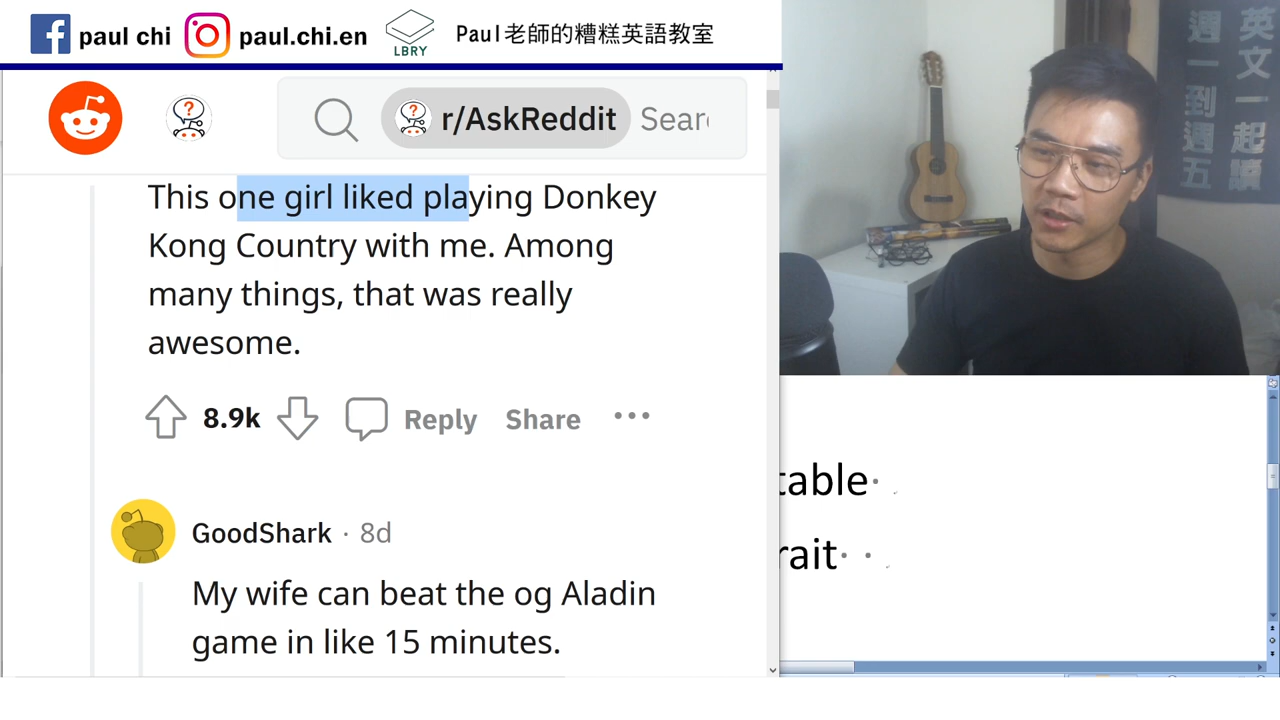 paul chi paul.chi.en LBRY Paul老師的糟糕英語教室
r/AskReddit Sear
This one girl liked playing Donkey
Kong Country with me. Among
many things, that was really
awesome.
8.9k Reply Share
GoodShark · 8d
My wife can beat the og Aladin
game in like 15 minutes.
英文一起讀
週一到週五
table
rait